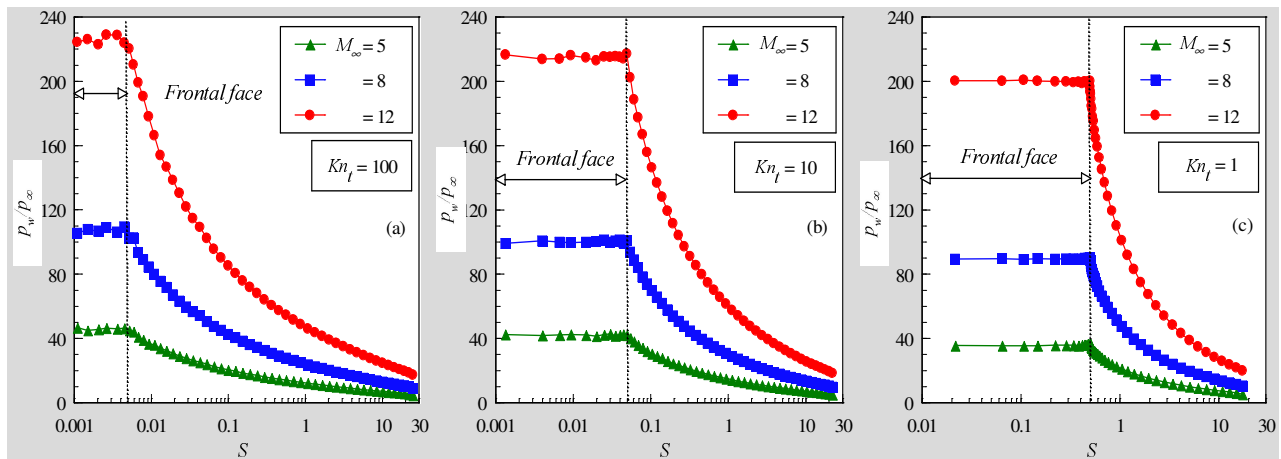 240
200
160
120
80
40
0
p_w/p_∞
M_∞ = 5
= 8
= 12
Kn_t = 100
Frontal face
(a)
0.001 0.01 0.1 1 10 30
S
240
200
160
120
80
40
0
p_w/p_∞
M_∞ = 5
= 8
= 12
Kn_t = 10
Frontal face
(b)
0.001 0.01 0.1 1 10 30
S
240
200
160
120
80
40
0
p_w/p_∞
M_∞ = 5
= 8
= 12
Kn_t = 1
Frontal face
(c)
0.01 0.1 1 10 30
S